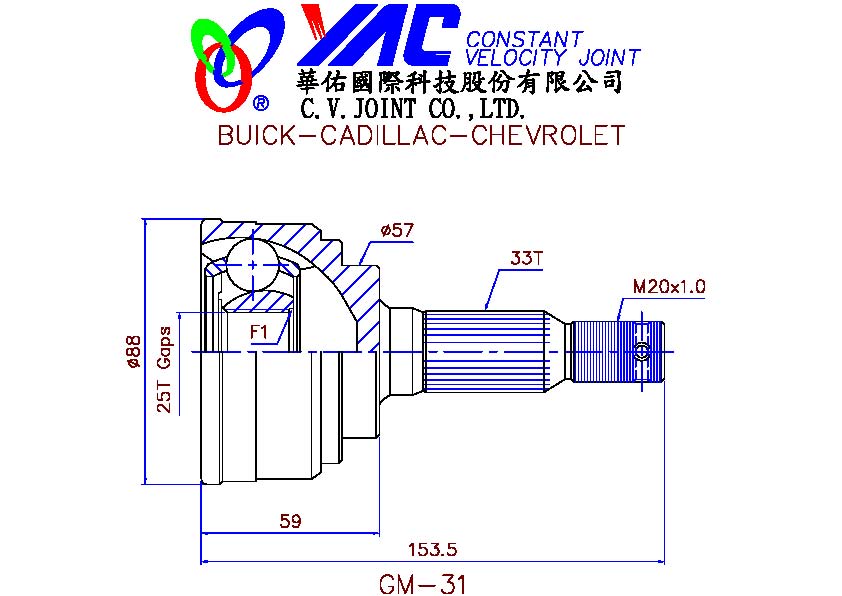 YAC CONSTANT
VELOCITY JOINT
®
華佑國際科技股份有限公司
C.V.JOINT CO.,LTD.
BUICK-CADILLAC-CHEVROLET
ø57
33T
M20x1.0
F1
ø88
25T Gaps
59
153.5
GM-31